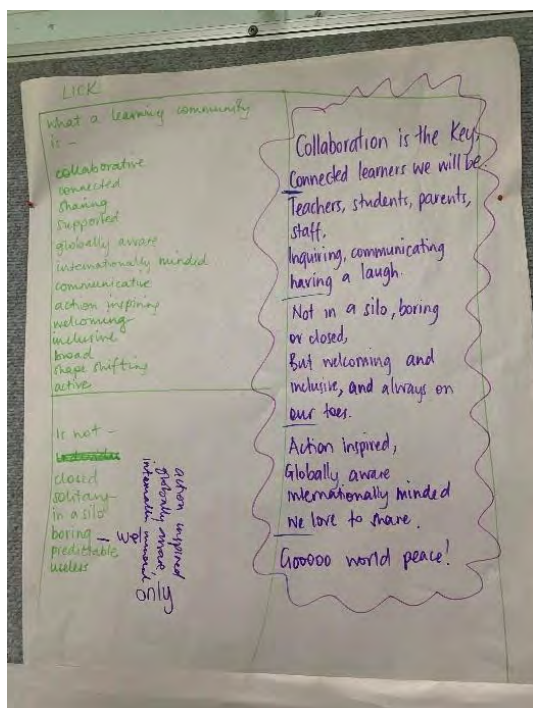 LICK
What a learning community
is -
collaborative
connected
sharing
supported
globally aware
internationally minded
communicative
action inspiring
welcoming
inclusive
broad
shape shifting
active
Is not -
closed
solitary
in a silo
boring
predictable
useless
action inspired
globally aware,
internally
we
only
Collaboration is the Key,
Connected learners we will be.
Teachers, students, parents,
staff,
Inquiring, communicating
having a laugh.
Not in a silo, boring
or closed,
But welcoming and
inclusive, and always on
our toes.
Action inspired,
Globally aware
internationally minded
We love to share.
Gooooo world peace!